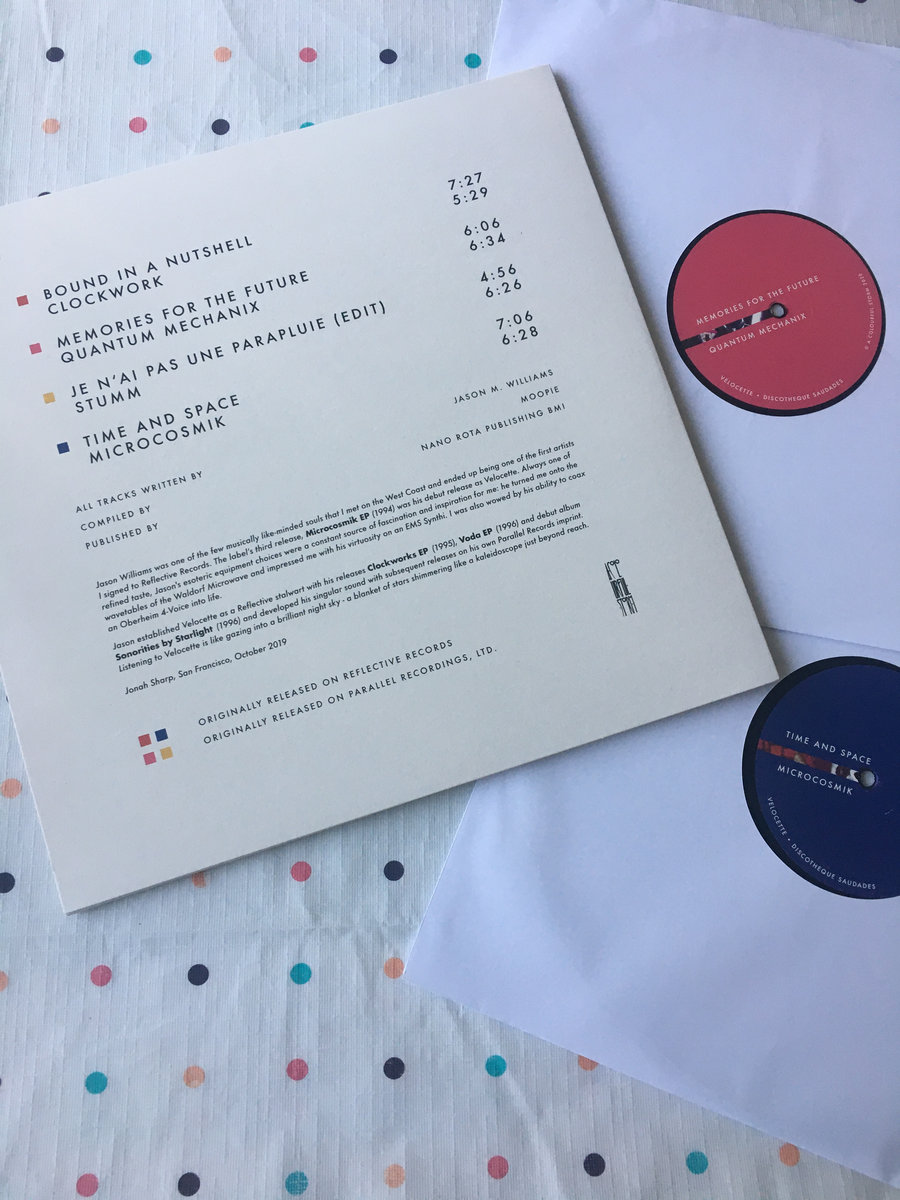 BOUND IN A NUTSHELL 7:27
CLOCKWORK 5:29
MEMORIES FOR THE FUTURE 6:06
QUANTUM MECHANIX 6:34
JE N'AI PAS UNE PARAPLUIE (EDIT) 4:56
STUMM 6:26
TIME AND SPACE 7:06
MICROCOSMIK 6:28
ALL TRACKS WRITTEN BY JASON M. WILLIAMS
COMPILED BY MOOPIE
PUBLISHED BY NANO ROTA PUBLISHING BMI
Jason Williams was one of the few musically like-minded souls that I met on the West Coast and ended up being one of the first artists
I signed to Reflective Records. The label's third release, Microcosmik EP (1994) was his debut release as Velocette. Always one of
refined taste, Jason's esoteric equipment choices were a constant source of fascination and inspiration for me: he turned me onto the
wavetables of the Waldorf Microwave and impressed me with his virtuosity on an EMS Synthi. I was also wowed by his ability to coax
an Oberheim 4-Voice into life.
Jason established Velocette as a Reflective stalwart with his releases Clockworks EP (1995), Voda EP (1996) and debut album
Sonorities by Starlight (1996) and developed his singular sound with subsequent releases on his own Parallel Records imprint.
Listening to Velocette is like gazing into a brilliant night sky - a blanket of stars shimmering like a kaleidoscope just beyond reach.
Jonah Sharp, San Francisco, October 2019
ORIGINALLY RELEASED ON REFLECTIVE RECORDS
ORIGINALLY RELEASED ON PARALLEL RECORDINGS, LTD.
MEMORIES FOR THE FUTURE
QUANTUM MECHANIX
VELOCETTE • DISCOTHEQUE SAUDADES
TIME AND SPACE
MICROCOSMIK
VELOCETTE • DISCOTHEQUE SAUDADES